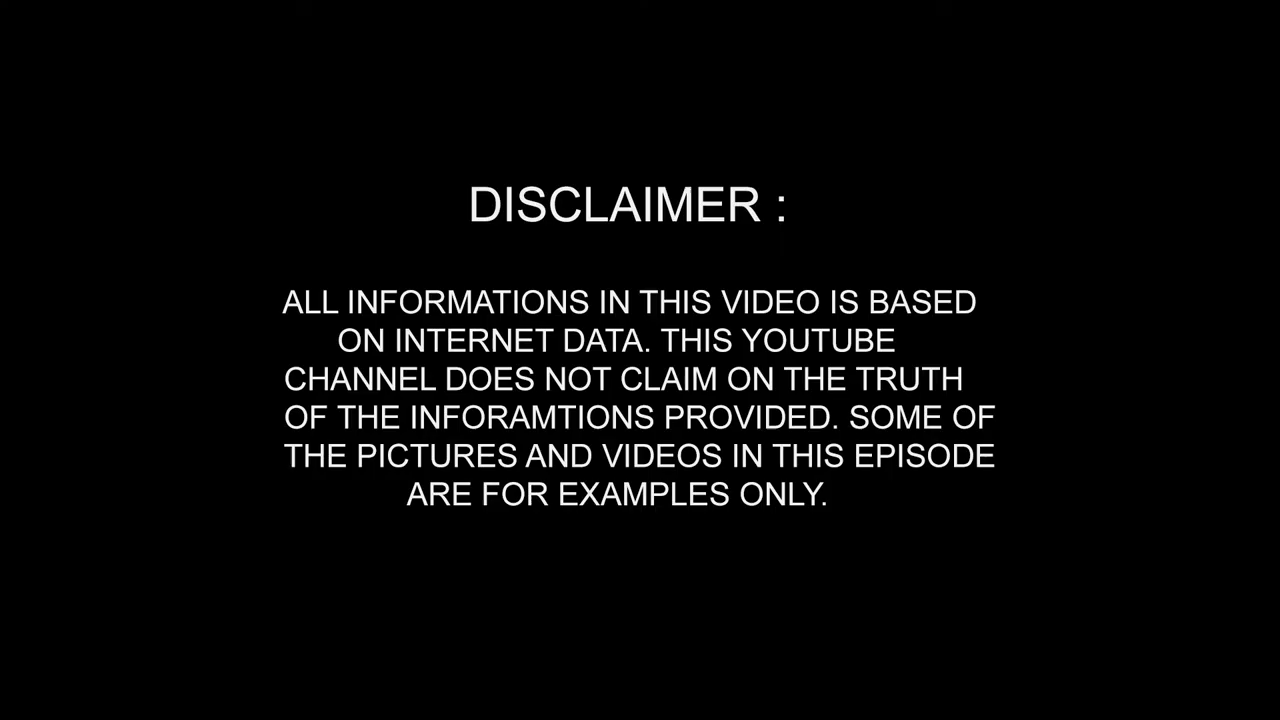 DISCLAIMER :
ALL INFORMATIONS IN THIS VIDEO IS BASED
ON INTERNET DATA. THIS YOUTUBE
CHANNEL DOES NOT CLAIM ON THE TRUTH
OF THE INFORAMTIONS PROVIDED. SOME OF
THE PICTURES AND VIDEOS IN THIS EPISODE
ARE FOR EXAMPLES ONLY.